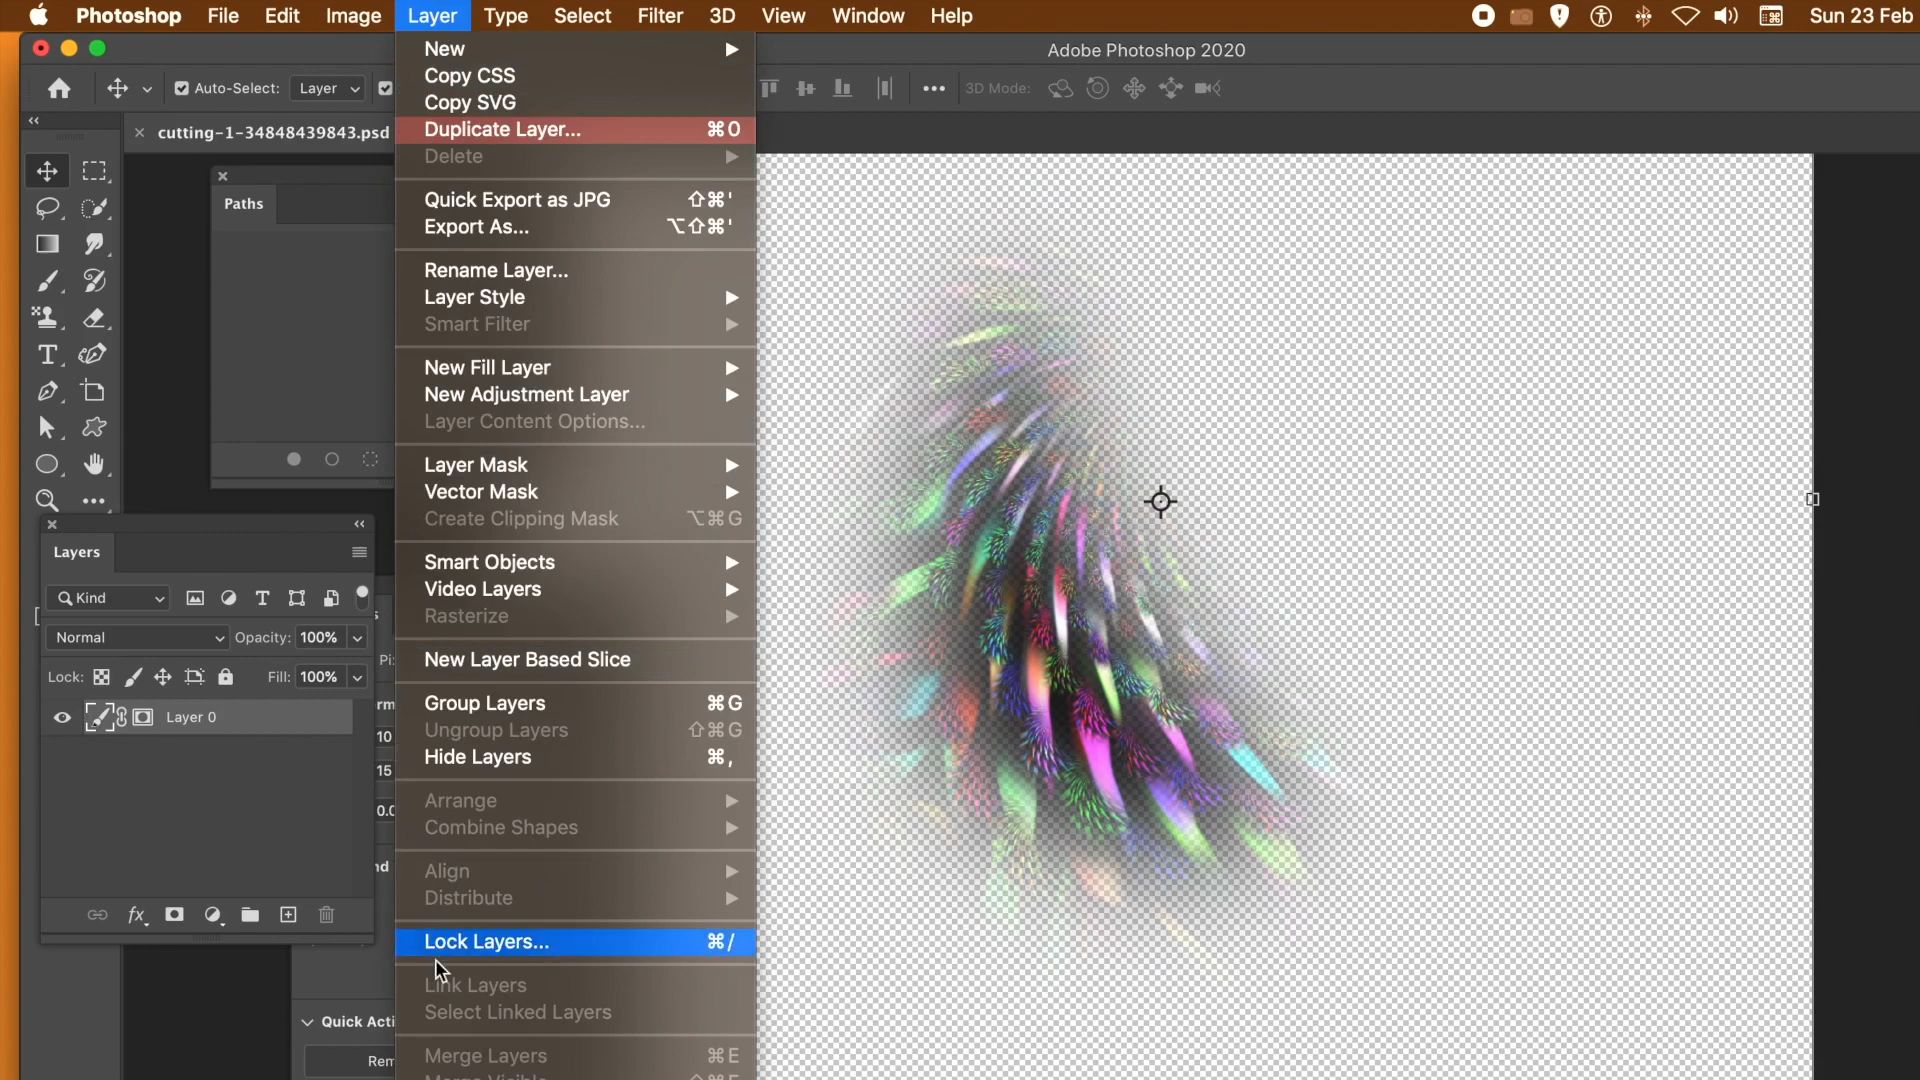 Photoshop File Edit Image Layer Type Select Filter 3D View Window Help Sun 23 Feb
Adobe Photoshop 2020
Auto-Select: Layer 3D Mode:
cutting-1-34848439843.psd
Paths
New
Copy CSS
Copy SVG
Duplicate Layer... ⌘O
Delete
Quick Export as JPG ⇧⌘'
Export As... ⌥⇧⌘'
Rename Layer...
Layer Style
Smart Filter
New Fill Layer
New Adjustment Layer
Layer Content Options...
Layer Mask
Vector Mask
Create Clipping Mask ⌥⌘G
Smart Objects
Video Layers
Rasterize
New Layer Based Slice
Group Layers ⌘G
Ungroup Layers ⇧⌘G
Hide Layers ⌘,
Arrange
Combine Shapes
Align
Distribute
Lock Layers... ⌘/
Link Layers
Select Linked Layers
Merge Layers ⌘E
Layers
Kind
Normal Opacity: 100%
Lock: Fill: 100%
Layer 0
10
15
0.0
Quick Acti
Rem